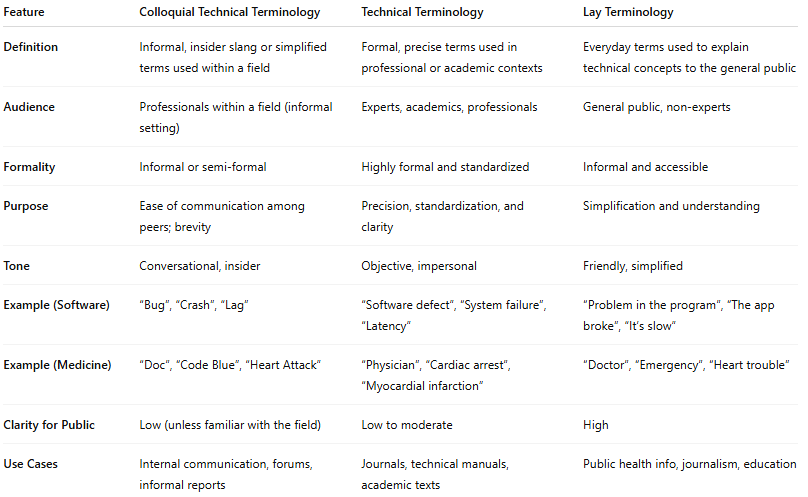 Feature Colloquial Technical Terminology Technical Terminology Lay Terminology
Definition Informal, insider slang or simplified Formal, precise terms used in Everyday terms used to explain
terms used within a field professional or academic contexts technical concepts to the general public
Audience Professionals within a field (informal Experts, academics, professionals General public, non-experts
setting)
Formality Informal or semi-formal Highly formal and standardized Informal and accessible
Purpose Ease of communication among Precision, standardization, and Simplification and understanding
peers; brevity clarity
Tone Conversational, insider Objective, impersonal Friendly, simplified
Example (Software) “Bug”, “Crash”, “Lag” “Software defect”, “System failure”, “Problem in the program”, “The app
“Latency” broke”, “It’s slow”
Example (Medicine) “Doc”, “Code Blue”, “Heart Attack” “Physician”, “Cardiac arrest”, “Doctor”, “Emergency”, “Heart trouble”
“Myocardial infarction”
Clarity for Public Low (unless familiar with the field) Low to moderate High
Use Cases Internal communication, forums, Journals, technical manuals, Public health info, journalism, education
informal reports academic texts